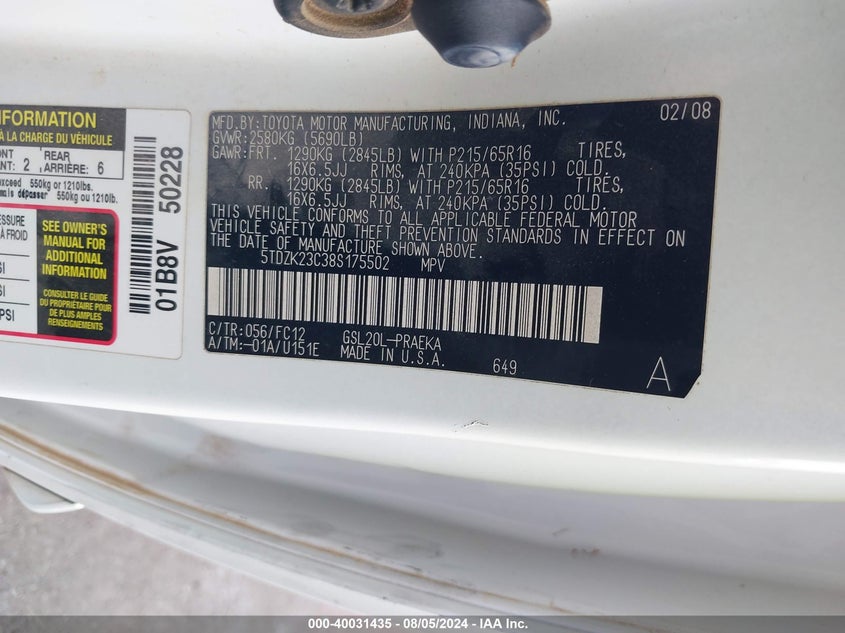 INFORMATION
À LA CHARGE DU VÉHICULE
2
REAR
ARRIÈRE: 6
exceed 550kg or 1210lbs.
mais dépasser 550kg ou 1210lb.
À FROID
PSI
SEE OWNER'S
MANUAL FOR
ADDITIONAL
INFORMATION
CONSULTER LE GUIDE
DU PROPRIÉTAIRE POUR
DE PLUS AMPLES
RENSEIGNEMENTS
01B8V 50228
MFD.BY:TOYOTA MOTOR MANUFACTURING, INDIANA, INC. 02/08
GVWR:2580KG (5690LB)
GAWR:FRT. 1290KG (2845LB) WITH P215/65R16 TIRES,
16X6.5JJ RIMS, AT 240KPA (35PSI) COLD.
RR. 1290KG (2845LB) WITH P215/65R16 TIRES,
16X6.5JJ RIMS, AT 240KPA (35PSI) COLD.
THIS VEHICLE CONFORMS TO ALL APPLICABLE FEDERAL MOTOR
VEHICLE SAFETY AND THEFT PREVENTION STANDARDS IN EFFECT ON
THE DATE OF MANUFACTURE SHOWN ABOVE.
5TDZK23C38S175502 MPV
C/TR:056/FC12 GSL20L-PRAEKA
A/TM:-01A/U151E MADE IN U.S.A. 649
A
000-40031435 - 08/05/2024 - IAA Inc.